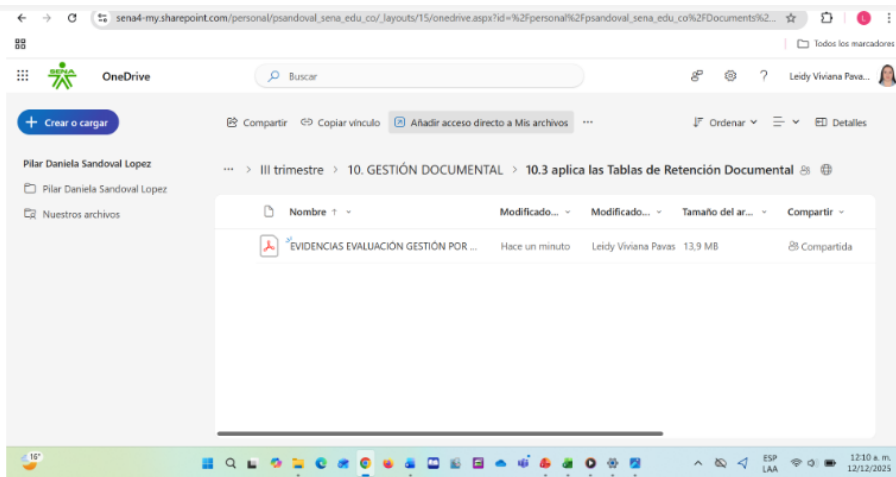 sena4-my.sharepoint.com/personal/psandoval_sena_edu_co/_layouts/15/onedrive.aspx?id=%2Fpersonal%2Fpsandoval_sena_edu_co%2FDocuments%2...
Todos los marcadores
SENA OneDrive Buscar Leidy Viviana Pava...
+ Crear o cargar Compartir Copiar vínculo Añadir acceso directo a Mis archivos ... Ordenar Detalles
Pilar Daniela Sandoval Lopez
... > III trimestre > 10. GESTIÓN DOCUMENTAL > 10.3 aplica las Tablas de Retención Documental
Pilar Daniela Sandoval Lopez
Nuestros archivos
Nombre ↑ Modificado... Modificado... Tamaño del ar... Compartir
EVIDENCIAS EVALUACIÓN GESTIÓN POR ... Hace un minuto Leidy Viviana Pavas 13,9 MB Compartida
16°
ESP
LAA
12:10 a. m.
12/12/2025